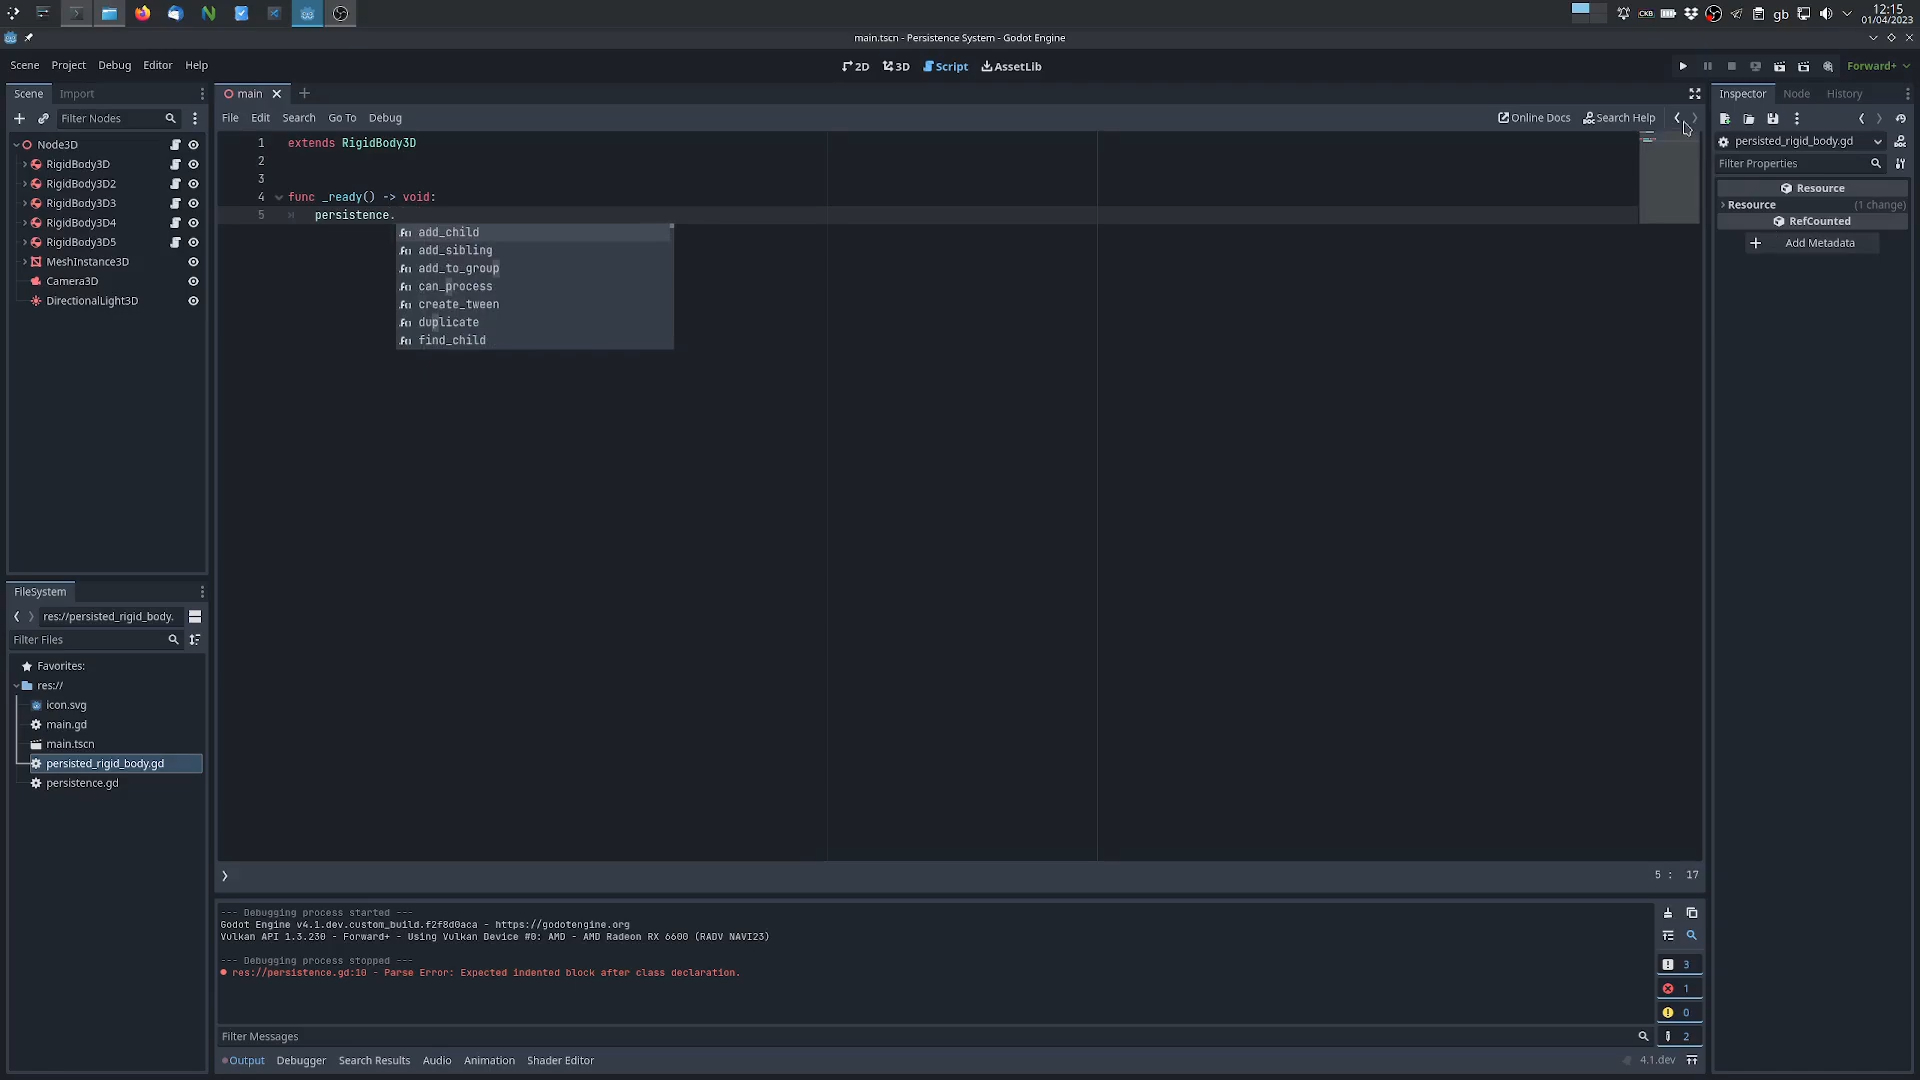 12:15
CKB
gb
01/04/2023
main.tscn - Persistence System - Godot Engine
Scene Project Debug Editor Help
2D 3D Script AssetLib
Forward+
Scene Import
main
Inspector Node History
Filter Nodes
File Edit Search Go To Debug
Online Docs Search Help
Node3D
RigidBody3D
RigidBody3D2
RigidBody3D3
RigidBody3D4
RigidBody3D5
MeshInstance3D
Camera3D
DirectionalLight3D
1 extends RigidBody3D
2
3
4 func _ready() -> void:
5 persistence.
add_child
add_sibling
add_to_group
can_process
create_tween
duplicate
find_child
persisted_rigid_body.gd
Filter Properties
Resource
Resource (1 change)
RefCounted
Add Metadata
FileSystem
res://persisted_rigid_body.
Filter Files
Favorites:
res://
icon.svg
main.gd
main.tscn
persisted_rigid_body.gd
persistence.gd
5 : 17
--- Debugging process started ---
Godot Engine v4.1.dev.custom_build.f2f8d0aca - https://godotengine.org
Vulkan API 1.3.230 - Forward+ - Using Vulkan Device #0: AMD - AMD Radeon RX 6600 (RADV NAVI23)
--- Debugging process stopped ---
res://persistence.gd:10 - Parse Error: Expected indented block after class declaration.
3
1
0
2
Filter Messages
Output Debugger Search Results Audio Animation Shader Editor
4.1.dev